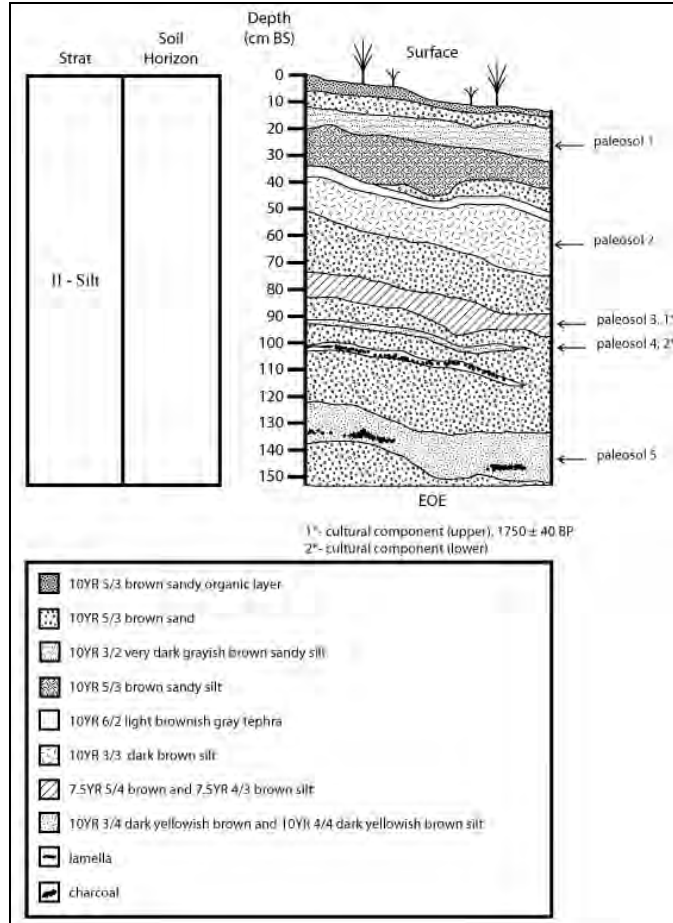 Strat
Soil
Horizon
Depth
(cm BS)
Surface
0
10
20
30
40
50
60
70
80
90
100
110
120
130
140
150
II - Silt
paleosol 1
paleosol 2
paleosol 3, 1*
paleosol 4; 2*
paleosol 5
EOE
1*- cultural component (upper), 1750 ± 40 BP
2*- cultural component (lower)
10YR 5/3 brown sandy organic layer
10YR 5/3 brown sand
10YR 3/2 very dark grayish brown sandy silt
10YR 5/3 brown sandy silt
10YR 6/2 light brownish gray tephra
10YR 3/3 dark brown silt
7.5YR 5/4 brown and 7.5YR 4/3 brown silt
10YR 3/4 dark yellowish brown and 10YR 4/4 dark yellowish brown silt
lamella
charcoal